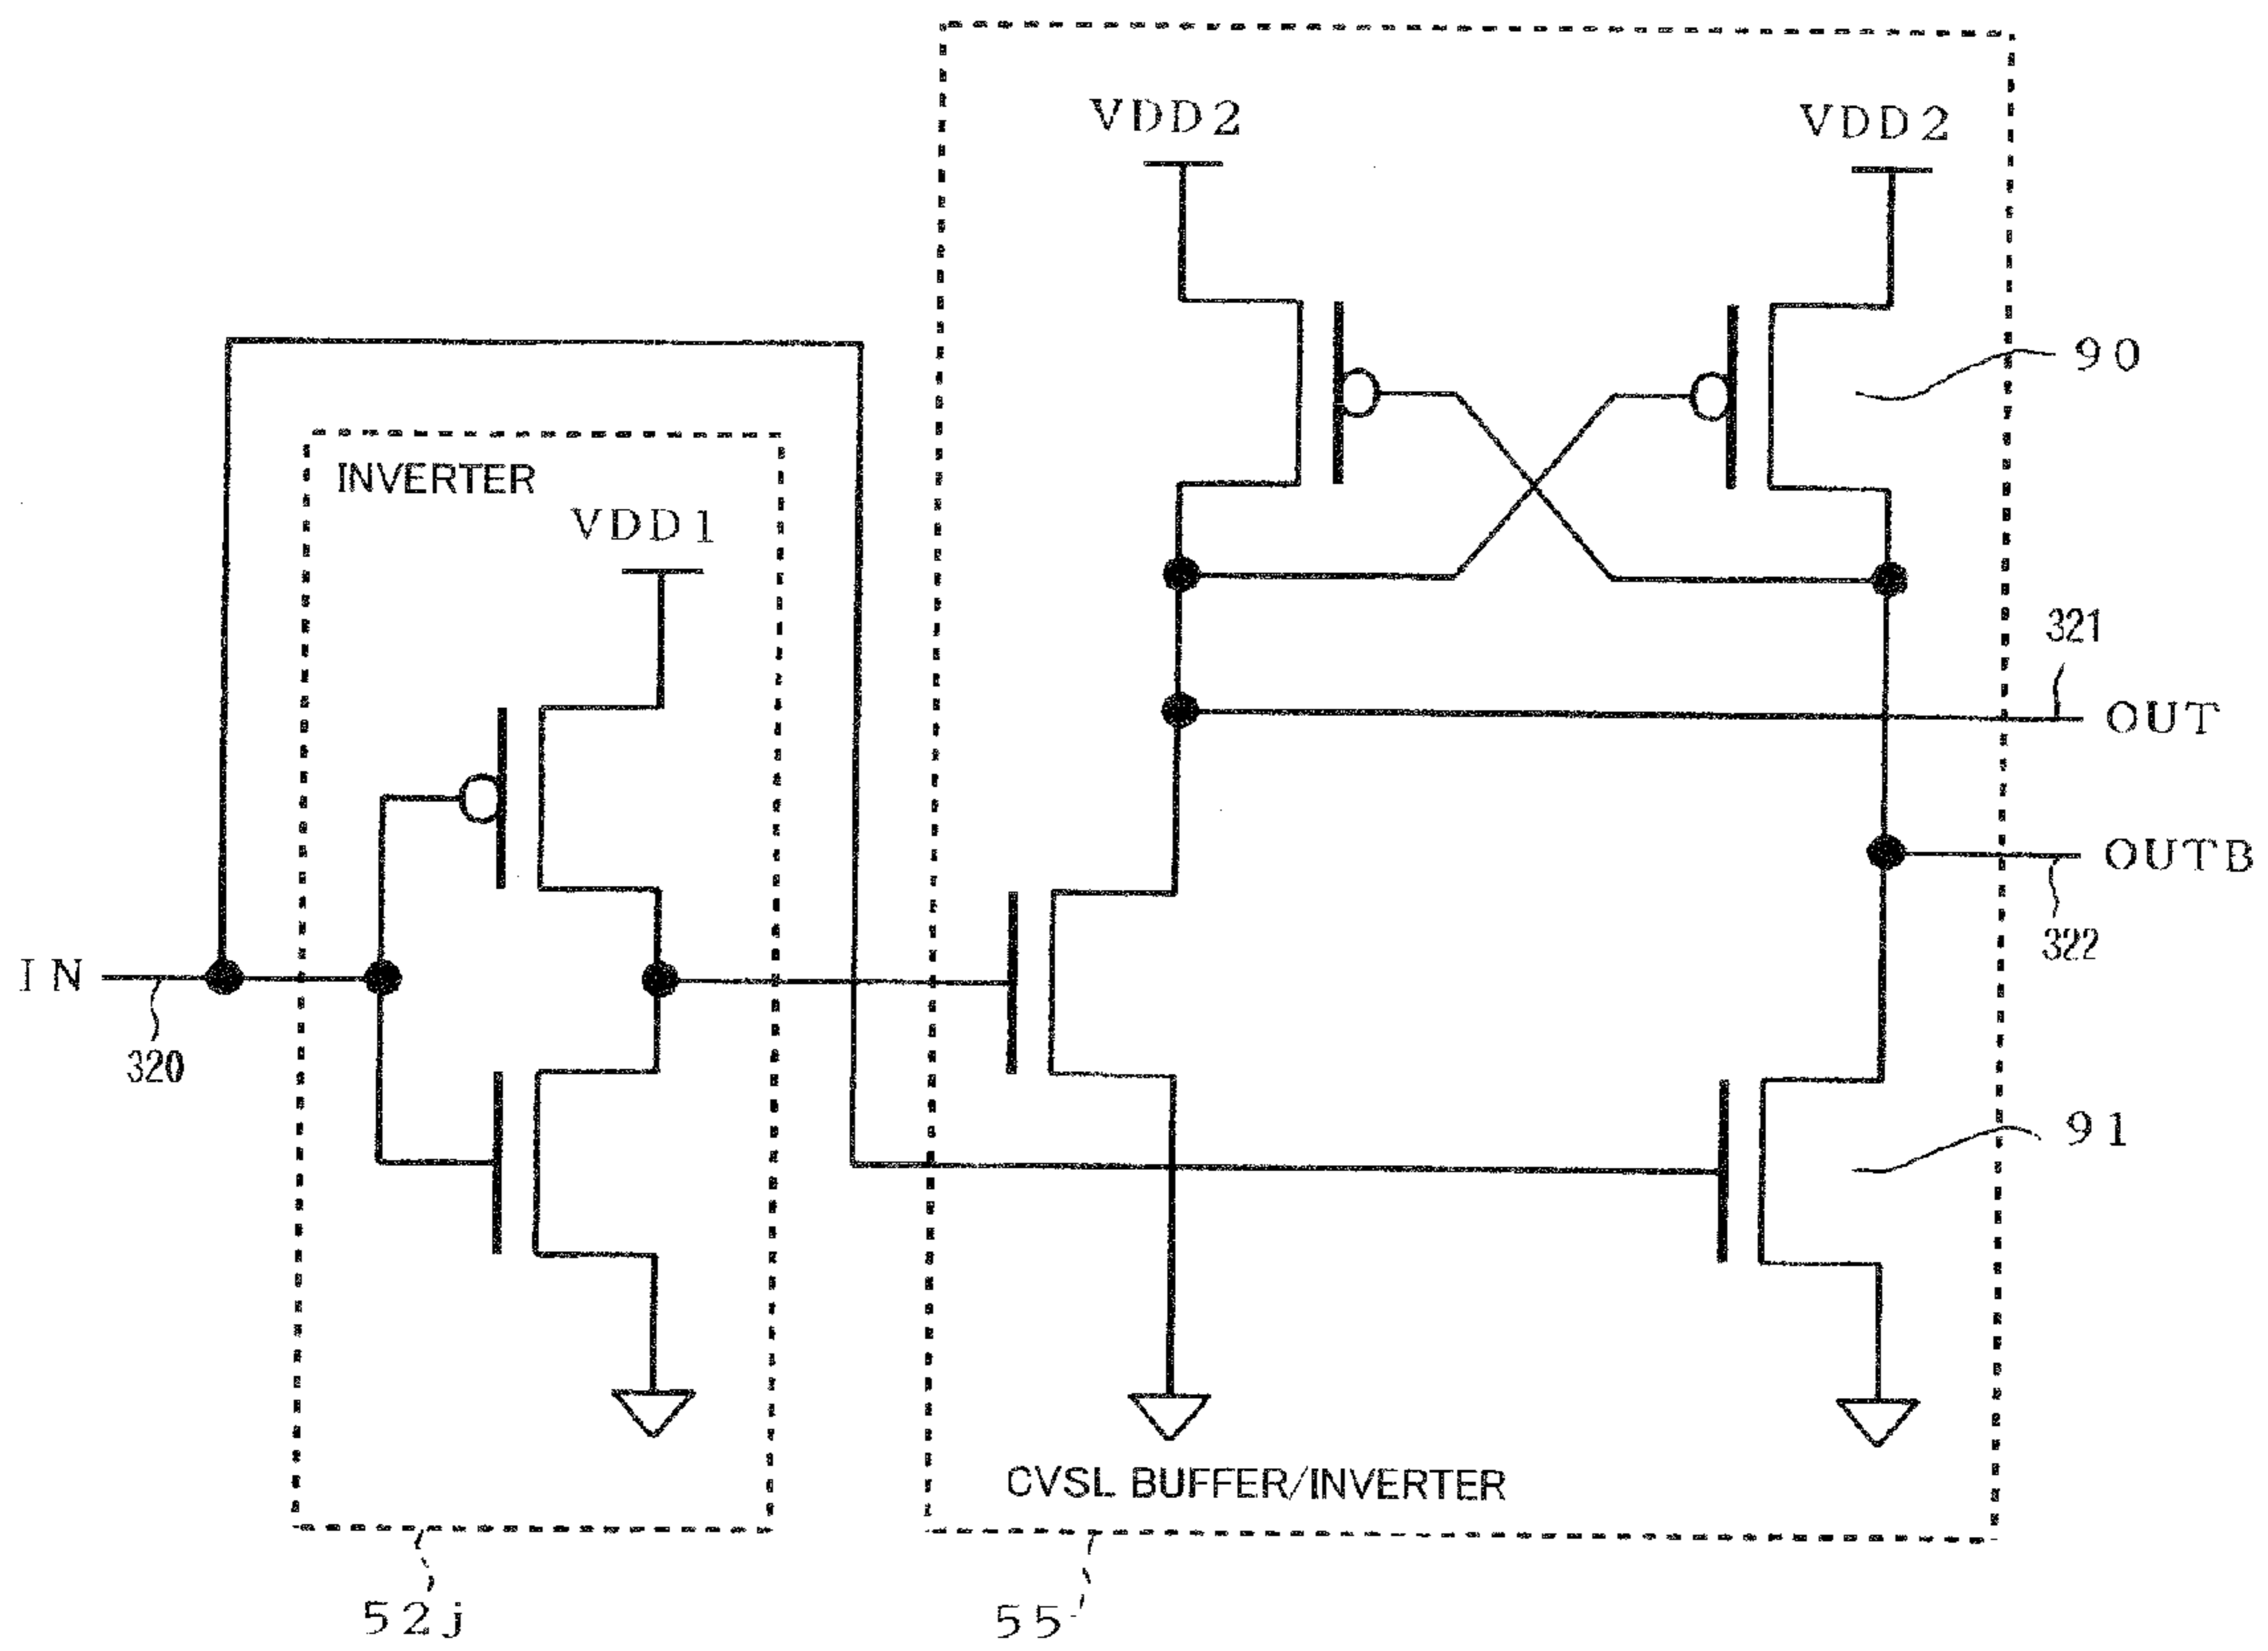 VDD2
VDD2
90
INVERTER
VDD1
321
OUT
OUTB
322
IN
320
91
CVSL BUFFER/INVERTER
52j
55